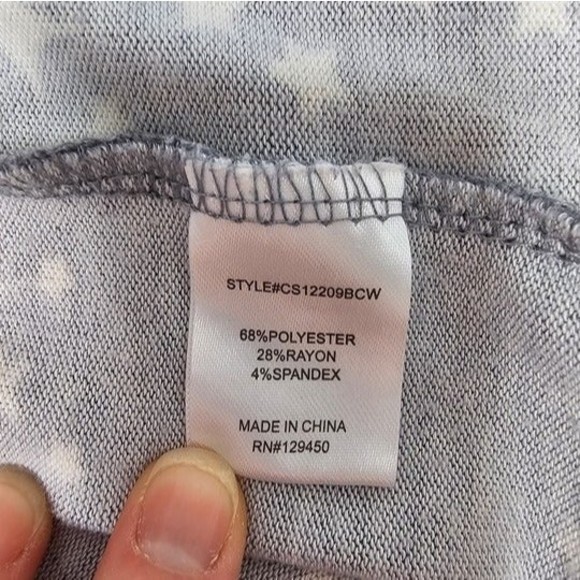 STYLE#CS12209BCW
68%POLYESTER
28%RAYON
4%SPANDEX
MADE IN CHINA
RN#129450